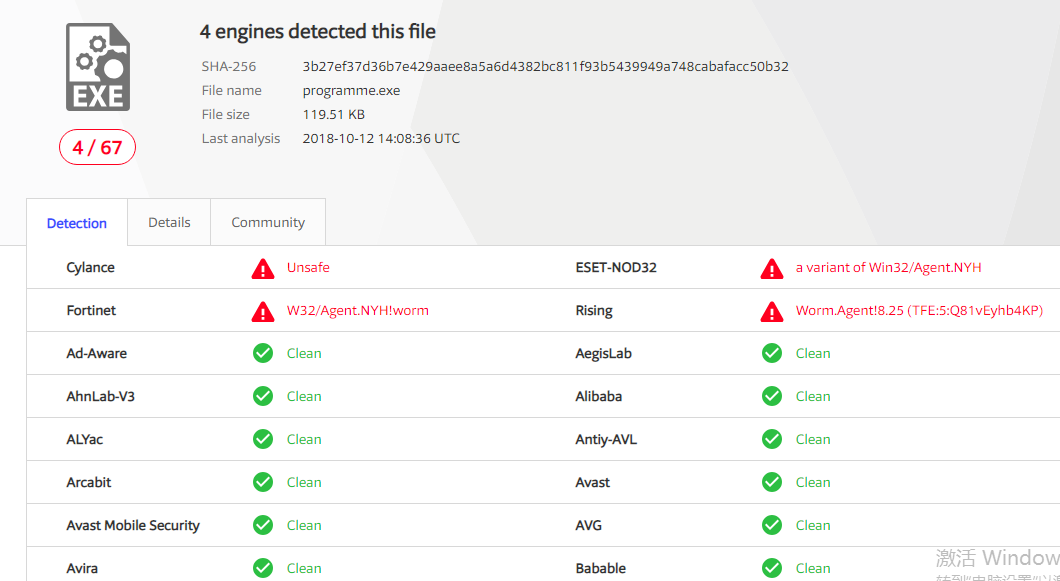 4 engines detected this file
SHA-256 3b27ef37d36b7e429aaee8a5a6d4382bc811f93b5439949a748cabafacc50b32
File name programme.exe
File size 119.51 KB
Last analysis 2018-10-12 14:08:36 UTC
EXE
4 / 67
Detection Details Community
Cylance Unsafe ESET-NOD32 a variant of Win32/Agent.NYH
Fortinet W32/Agent.NYH!worm Rising Worm.Agent!8.25 (TFE:5:Q81vEyhb4KP)
Ad-Aware Clean AegisLab Clean
AhnLab-V3 Clean Alibaba Clean
ALYac Clean Antiy-AVL Clean
Arcabit Clean Avast Clean
Avast Mobile Security Clean AVG Clean
Avira Clean Babable Clean
激活 Window